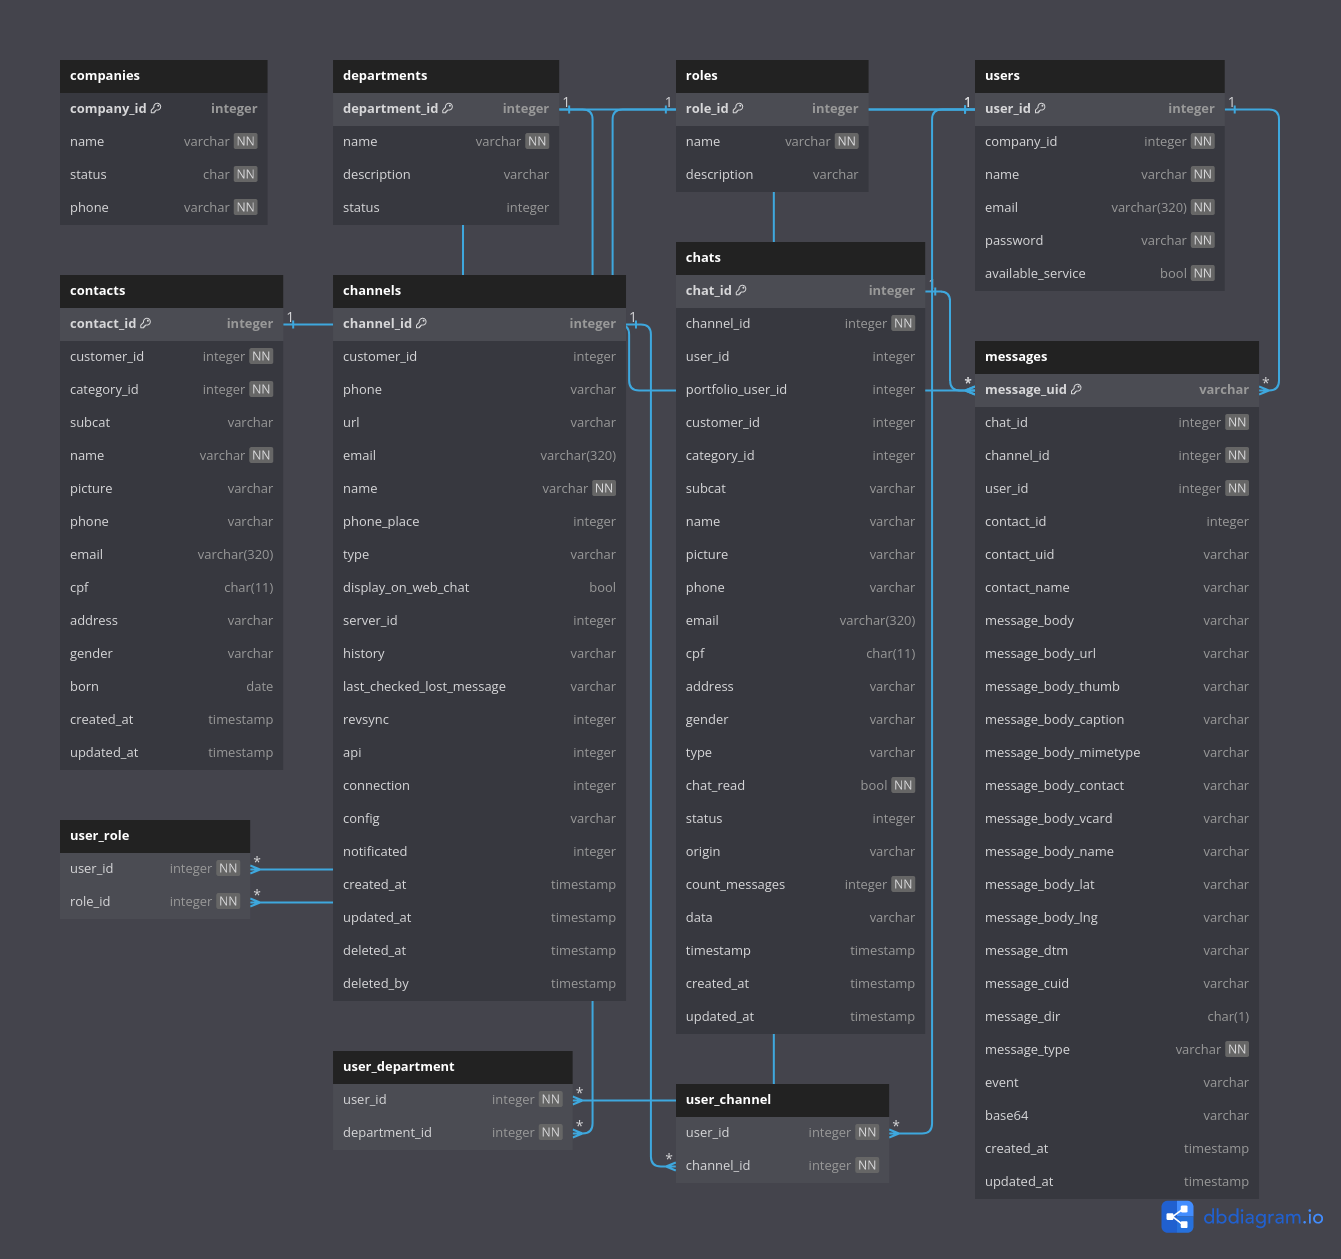 companies
company_id integer
name varchar NN
status char NN
phone varchar NN
departments
department_id integer
name varchar NN
description varchar
status integer
roles
role_id integer
name varchar NN
description varchar
users
user_id integer
company_id integer NN
name varchar NN
email varchar(320) NN
password varchar NN
available_service bool NN
contacts
contact_id integer
customer_id integer NN
category_id integer NN
subcat varchar
name varchar NN
picture varchar
phone varchar
email varchar(320)
cpf char(11)
address varchar
gender varchar
born date
created_at timestamp
updated_at timestamp
channels
channel_id integer
customer_id integer
phone varchar
url varchar
email varchar(320)
name varchar NN
phone_place integer
type varchar
display_on_web_chat bool
server_id integer
history varchar
last_checked_lost_message varchar
revsync integer
api integer
connection integer
config varchar
notificated integer
created_at timestamp
updated_at timestamp
deleted_at timestamp
deleted_by timestamp
chats
chat_id integer
channel_id integer NN
user_id integer
portfolio_user_id integer
customer_id integer
category_id integer
subcat varchar
name varchar
picture varchar
phone varchar
email varchar(320)
cpf char(11)
address varchar
gender varchar
type varchar
chat_read bool NN
status integer
origin varchar
count_messages integer NN
data varchar
timestamp timestamp
created_at timestamp
updated_at timestamp
messages
message_uid varchar
chat_id integer NN
channel_id integer NN
user_id integer NN
contact_id integer
contact_uid varchar
contact_name varchar
message_body varchar
message_body_url varchar
message_body_thumb varchar
message_body_caption varchar
message_body_mimetype varchar
message_body_contact varchar
message_body_vcard varchar
message_body_name varchar
message_body_lat varchar
message_body_lng varchar
message_dtm varchar
message_cuid varchar
message_dir char(1)
message_type varchar NN
event varchar
base64 varchar
created_at timestamp
updated_at timestamp
user_role
user_id integer NN
role_id integer NN
user_department
user_id integer NN
department_id integer NN
user_channel
user_id integer NN
channel_id integer NN
1
1
1
1
1
1
*
*
*
*
*
*
*
*
dbdiagram.io